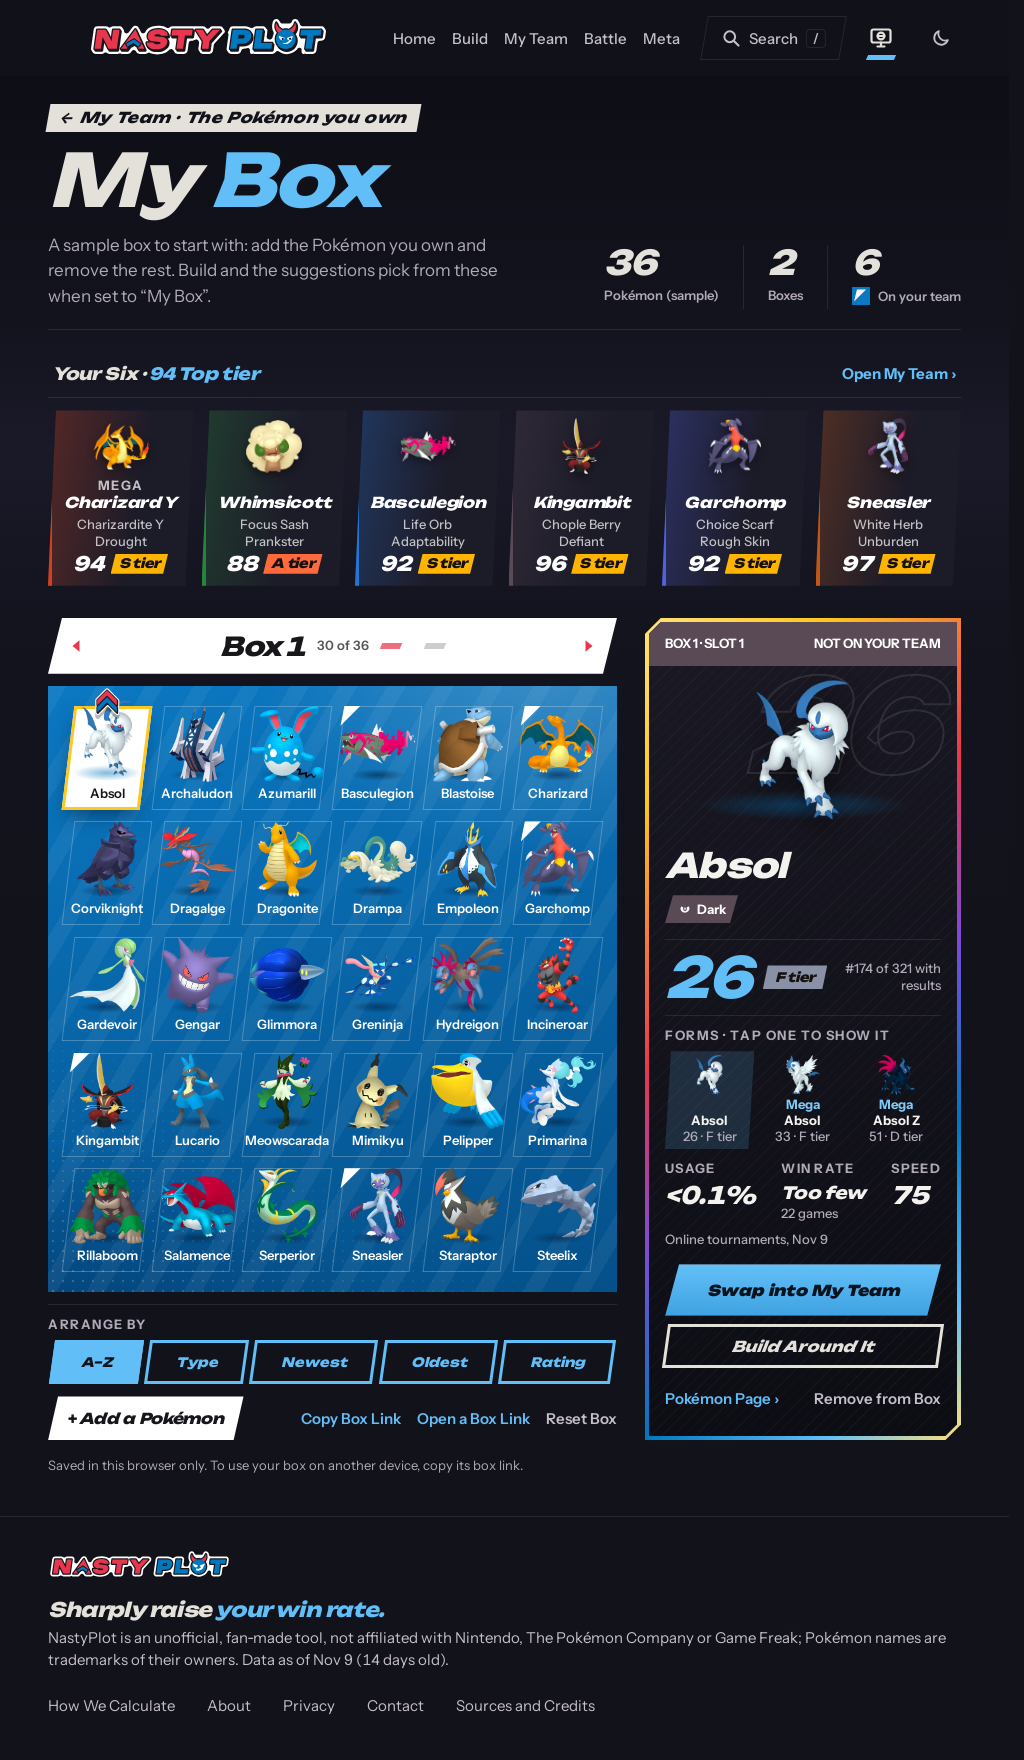 NASTY PLOT
Home Build My Team Battle Meta Search /
← My Team · The Pokémon you own
My Box
A sample box to start with: add the Pokémon you own and
remove the rest. Build and the suggestions pick from these
when set to “My Box”.
36
Pokémon (sample)
2
Boxes
6
On your team
Your Six · 94 Top tier
Open My Team ›
MEGA
Charizard Y
Charizardite Y
Drought
94 S tier
Whimsicott
Focus Sash
Prankster
88 A tier
Basculegion
Life Orb
Adaptability
92 S tier
Kingambit
Chople Berry
Defiant
96 S tier
Garchomp
Choice Scarf
Rough Skin
92 S tier
Sneasler
White Herb
Unburden
97 S tier
Box 1 30 of 36
Absol Archaludon Azumarill Basculegion Blastoise Charizard
Corviknight Dragalge Dragonite Drampa Empoleon Garchomp
Gardevoir Gengar Glimmora Greninja Hydreigon Incineroar
Kingambit Lucario Meowscarada Mimikyu Pelipper Primarina
Rillaboom Salamence Serperior Sneasler Staraptor Steelix
ARRANGE BY
A–Z Type Newest Oldest Rating
+ Add a Pokémon Copy Box Link Open a Box Link Reset Box
Saved in this browser only. To use your box on another device, copy its box link.
BOX 1 · SLOT 1 NOT ON YOUR TEAM
26
Absol
Dark
26 F tier
#174 of 321 with
results
FORMS · TAP ONE TO SHOW IT
Absol
26 · F tier
Mega
Absol
33 · F tier
Mega
Absol Z
51 · D tier
USAGE
<0.1%
WIN RATE
Too few
22 games
SPEED
75
Online tournaments, Nov 9
Swap into My Team
Build Around It
Pokémon Page › Remove from Box
NASTY PLOT
Sharply raise your win rate.
NastyPlot is an unofficial, fan-made tool, not affiliated with Nintendo, The Pokémon Company or Game Freak; Pokémon names are
trademarks of their owners. Data as of Nov 9 (14 days old).
How We Calculate About Privacy Contact Sources and Credits